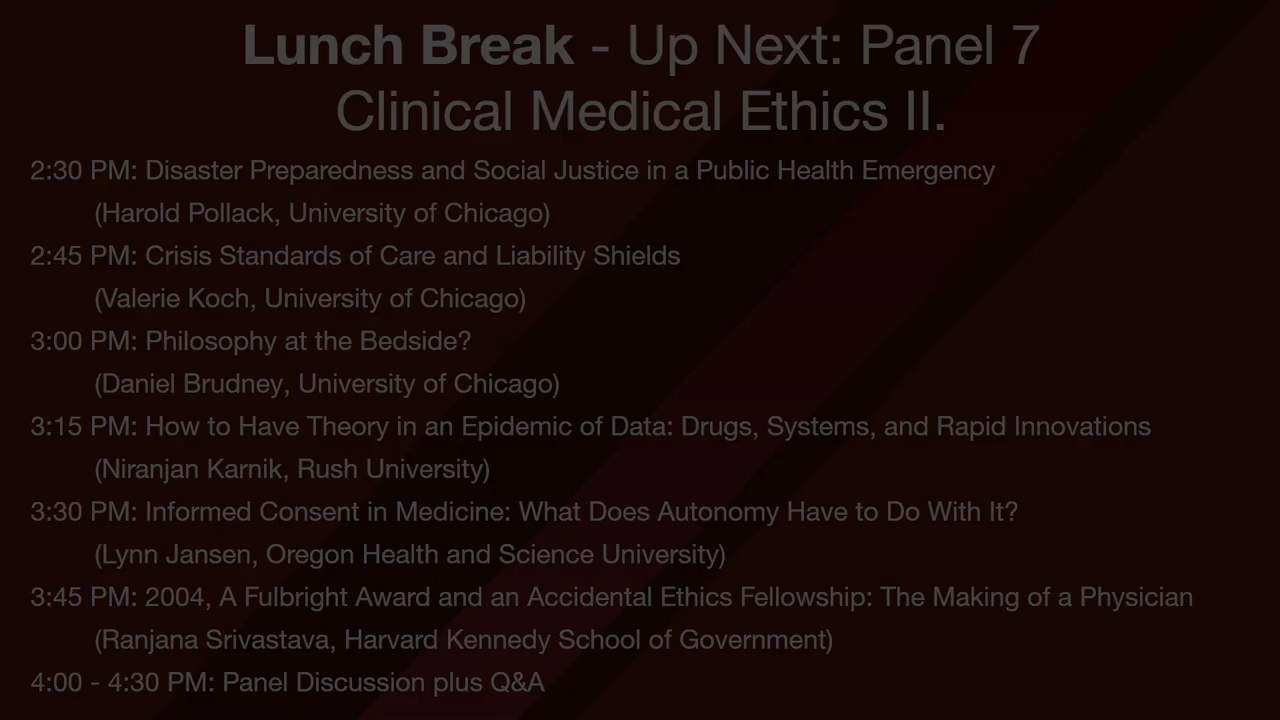 Lunch Break - Up Next: Panel 7
Clinical Medical Ethics II.
2:30 PM: Disaster Preparedness and Social Justice in a Public Health Emergency
(Harold Pollack, University of Chicago)
2:45 PM: Crisis Standards of Care and Liability Shields
(Valerie Koch, University of Chicago)
3:00 PM: Philosophy at the Bedside?
(Daniel Brudney, University of Chicago)
3:15 PM: How to Have Theory in an Epidemic of Data: Drugs, Systems, and Rapid Innovations
(Niranjan Karnik, Rush University)
3:30 PM: Informed Consent in Medicine: What Does Autonomy Have to Do With It?
(Lynn Jansen, Oregon Health and Science University)
3:45 PM: 2004, A Fulbright Award and an Accidental Ethics Fellowship: The Making of a Physician
(Ranjana Srivastava, Harvard Kennedy School of Government)
4:00 - 4:30 PM: Panel Discussion plus Q&A